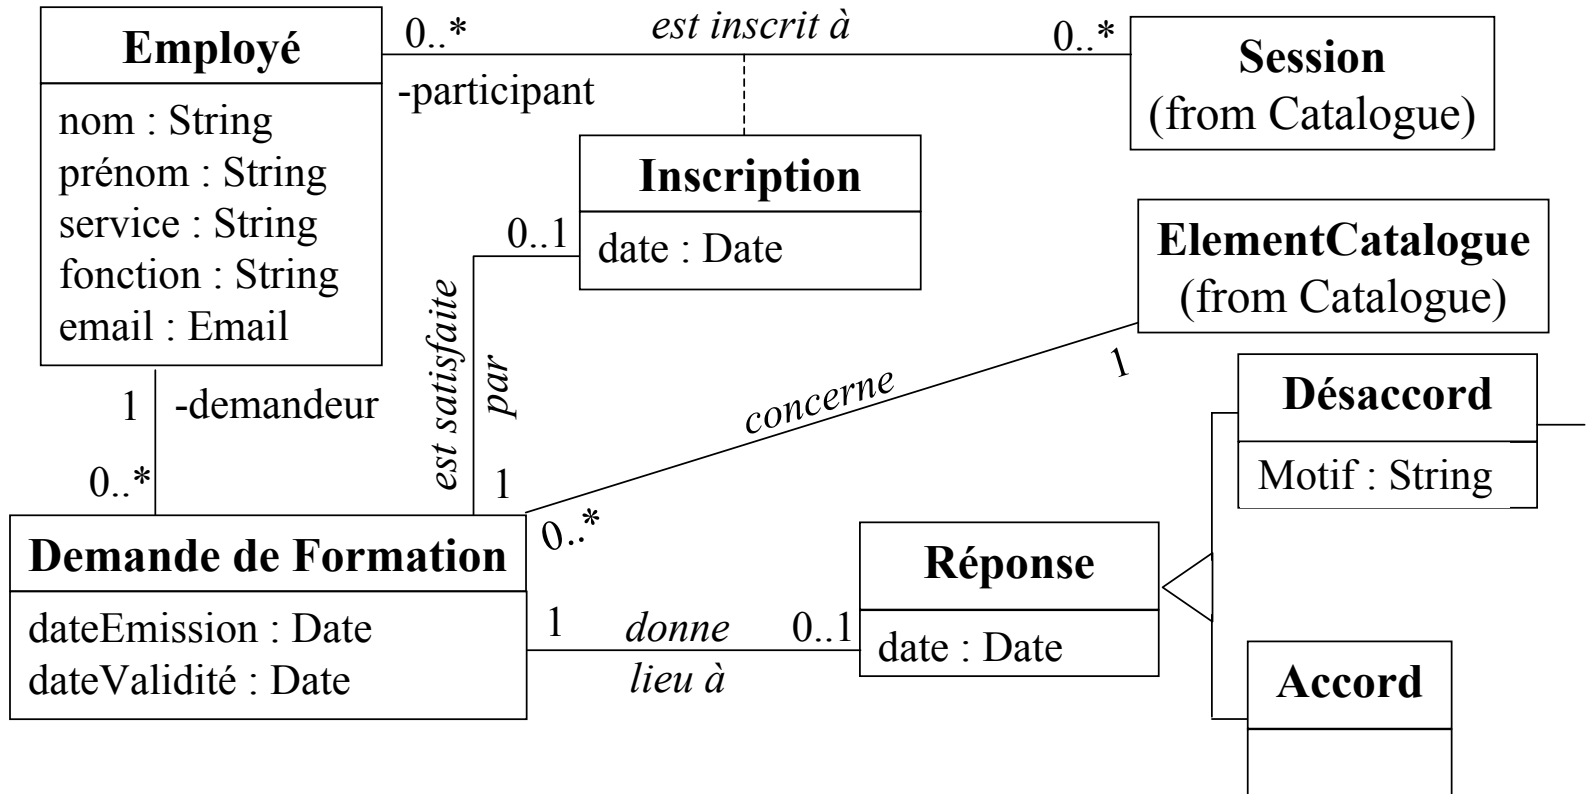 Employé
nom : String
prénom : String
service : String
fonction : String
email : Email
0..*
est inscrit à
0..*
-participant
Session
(from Catalogue)
Inscription
date : Date
0..1
est satisfaite
par
1
ElementCatalogue
(from Catalogue)
1
concerne
0..*
1
-demandeur
0..*
Demande de Formation
dateEmission : Date
dateValidité : Date
1
donne
lieu à
0..1
Réponse
date : Date
Désaccord
Motif : String
Accord